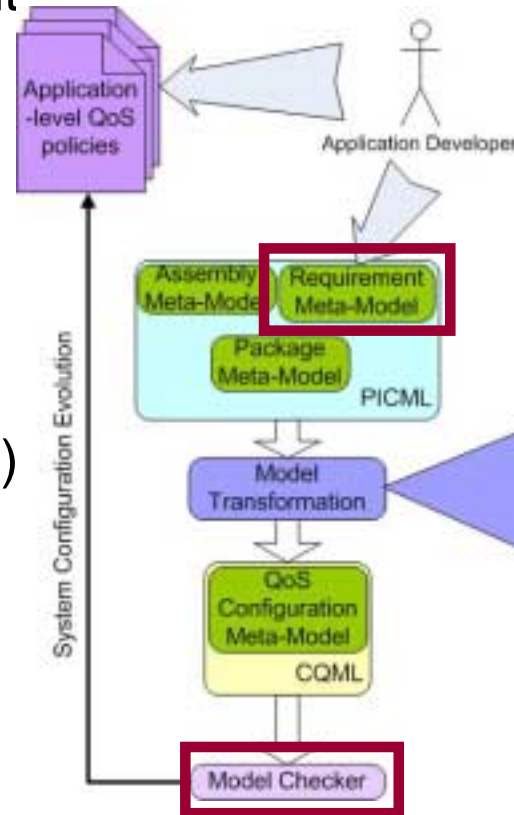 Application
-level QoS
policies
Application Developer
Assembly
Meta-Model
Requirement
Meta-Model
Package
Meta-Model
PICML
System Configuration Evolution
)
Model
Transformation
QoS
Configuration
Meta-Model
CQML
Model Checker